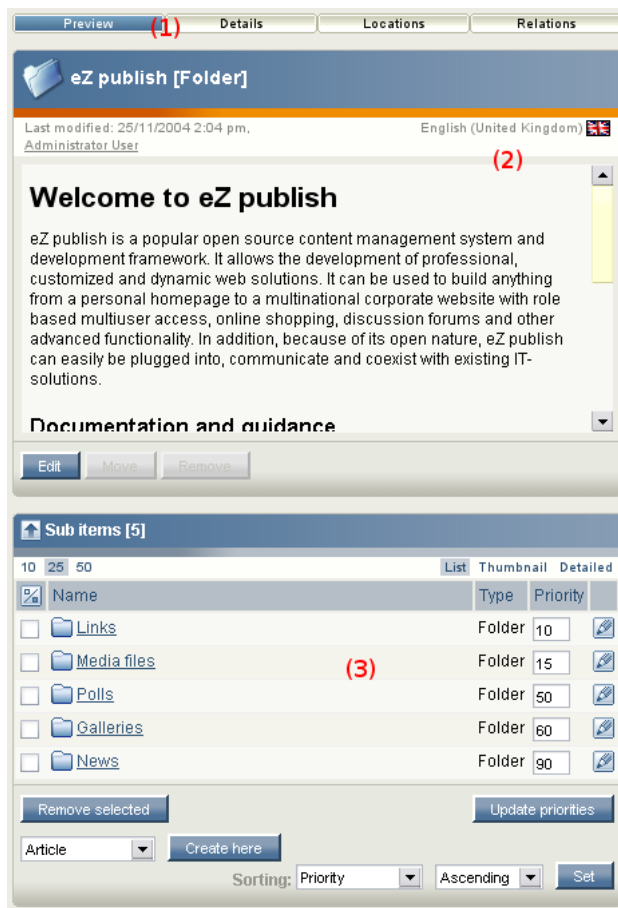 Preview (1) Details Locations Relations
eZ publish [Folder]
Last modified: 25/11/2004 2:04 pm, English (United Kingdom)
Administrator User
(2)
Welcome to eZ publish
eZ publish is a popular open source content management system and
development framework. It allows the development of professional,
customized and dynamic web solutions. It can be used to build anything
from a personal homepage to a multinational corporate website with role
based multiuser access, online shopping, discussion forums and other
advanced functionality. In addition, because of its open nature, eZ publish
can easily be plugged into, communicate and coexist with existing IT-
solutions.
Documentation and guidance
Edit Move Remove
Sub items [5]
10 25 50 List Thumbnail Detailed
Name Type Priority
Links Folder 10
Media files (3) Folder 15
Polls Folder 50
Galleries Folder 60
News Folder 90
Remove selected Update priorities
Article Create here
Sorting: Priority Ascending Set